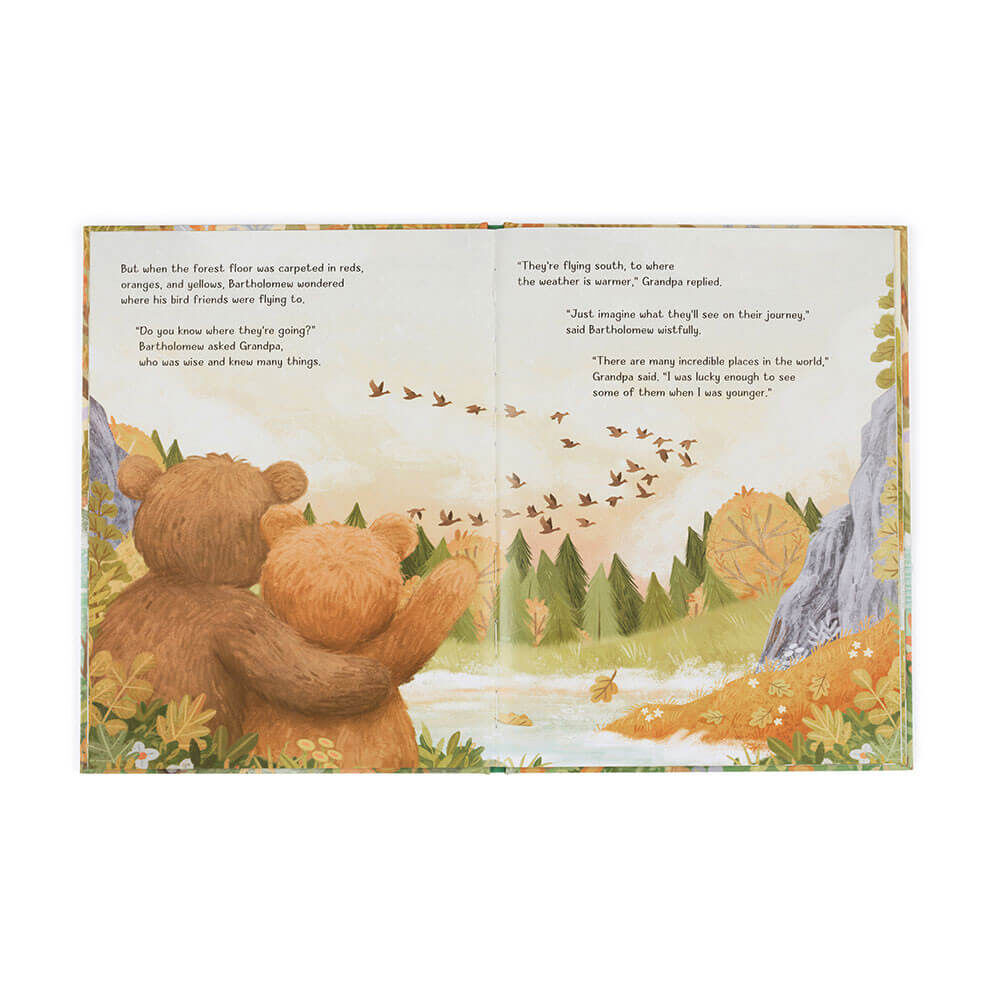 But when the forest floor was carpeted in reds,
oranges, and yellows, Bartholomew wondered
where his bird friends were flying to.
“Do you know where they're going?”
Bartholomew asked Grandpa,
who was wise and knew many things.
“They're flying south, to where
the weather is warmer,” Grandpa replied.
“Just imagine what they'll see on their journey,”
said Bartholomew wistfully.
“There are many incredible places in the world,”
Grandpa said. “I was lucky enough to see
some of them when I was younger.”